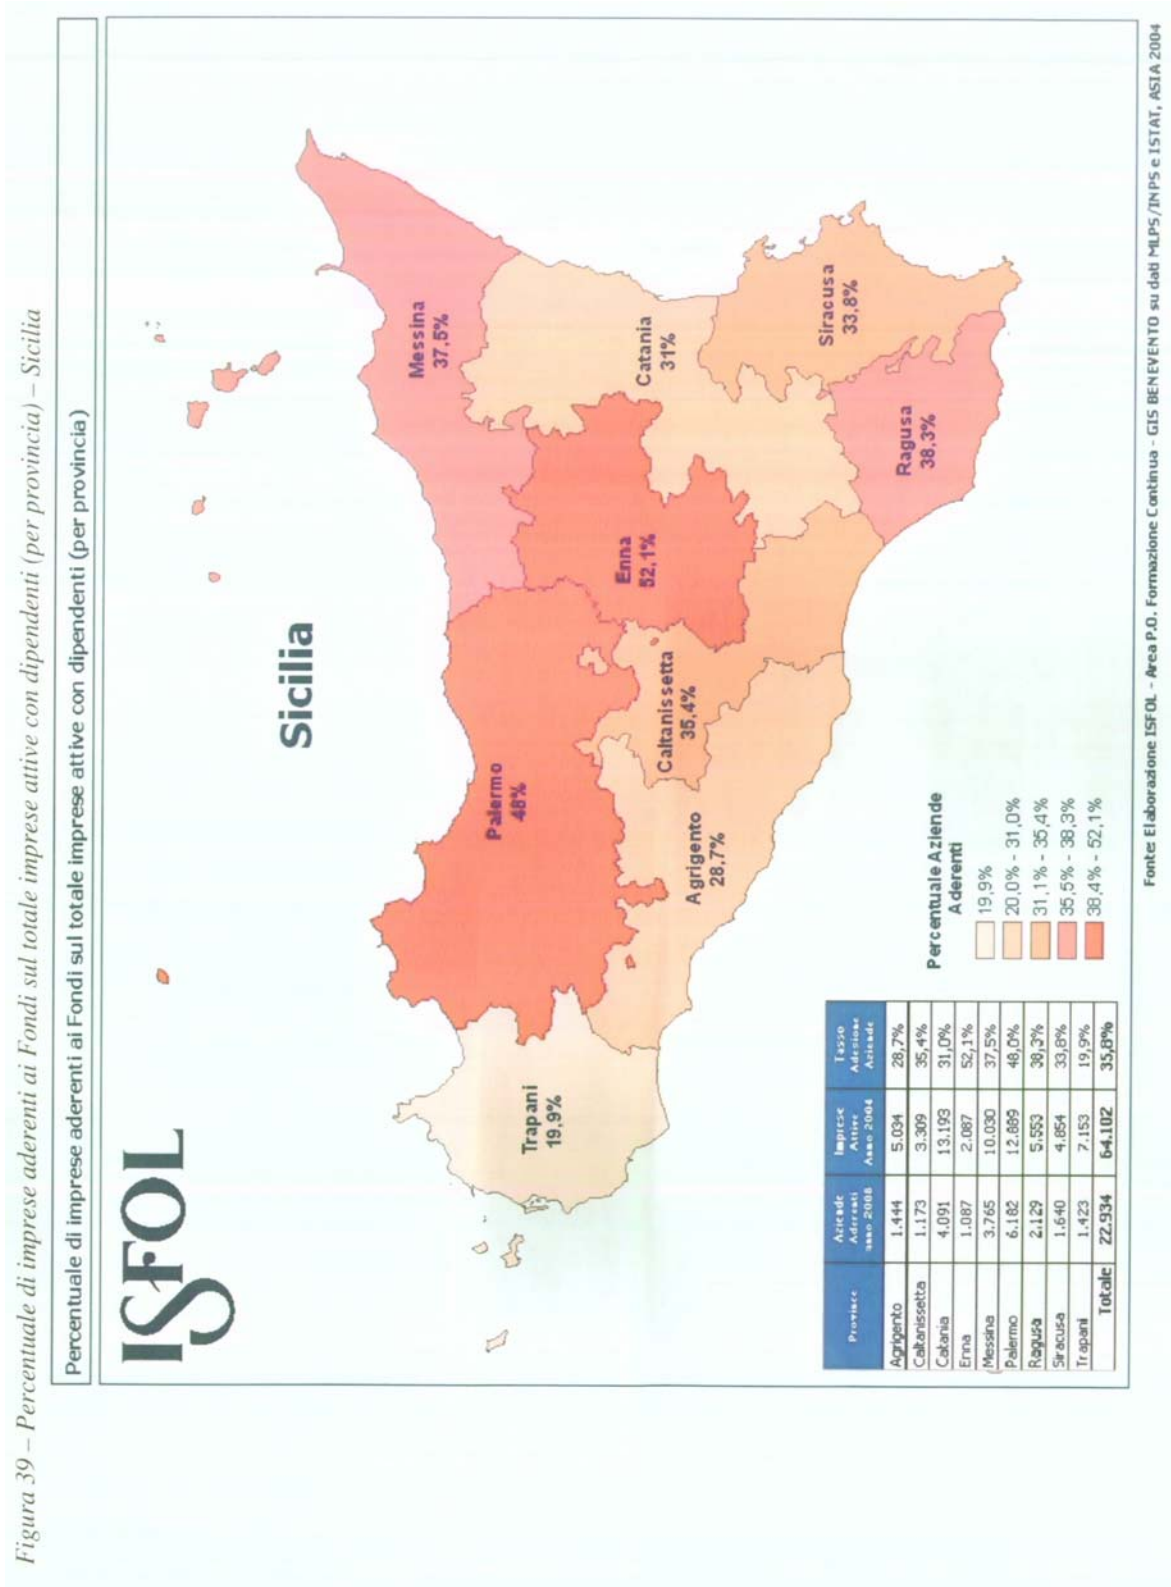 Figura 39 – Percentuale di imprese aderenti ai Fondi sul totale imprese attive con dipendenti (per provincia) – Sicilia
Percentuale di imprese aderenti ai Fondi sul totale imprese attive con dipendenti (per provincia)
ISFOL
Sicilia
Messina
37,5%
Palermo
48%
Trapani
19,9%
Enna
52,1%
Catania
31%
Caltanissetta
35,4%
Agrigento
28,7%
Siracusa
33,8%
Ragusa
38,3%
Percentuale Aziende
Aderenti
19,9%
20,0% - 31,0%
31,1% - 35,4%
35,5% - 38,3%
38,4% - 52,1%
Province Aziende Aderenti anno 2008 Imprese Attive Anno 2004 Tasso Adesione Aziende
Agrigento 1.444 5.034 28,7%
Caltanissetta 1.173 3.309 35,4%
Catania 4.091 13.193 31,0%
Enna 1.087 2.087 52,1%
Messina 3.765 10.030 37,5%
Palermo 6.182 12.889 48,0%
Ragusa 2.129 5.553 38,3%
Siracusa 1.640 4.854 33,8%
Trapani 1.423 7.153 19,9%
Totale 22.934 64.102 35,8%
Fonte: Elaborazione ISFOL - Area P.O. Formazione Continua - GIS BENEVENTO su dati MLPS/INPS e ISTAT, ASIA 2004